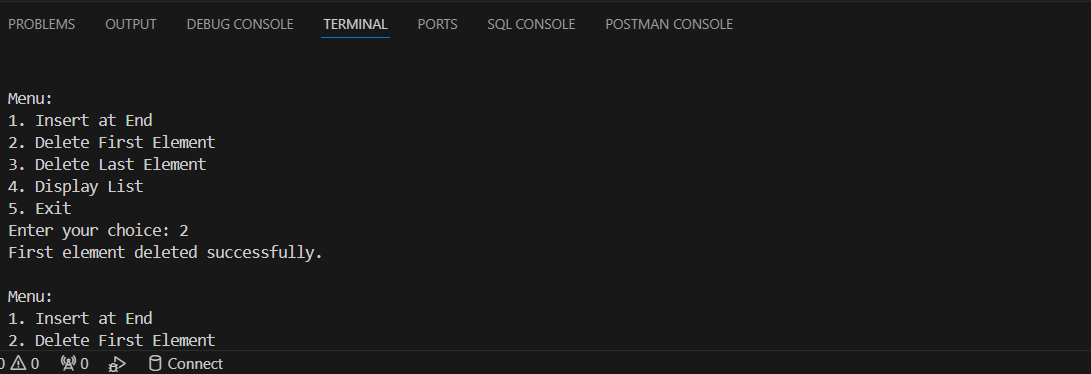 PROBLEMS OUTPUT DEBUG CONSOLE TERMINAL PORTS SQL CONSOLE POSTMAN CONSOLE
Menu:
1. Insert at End
2. Delete First Element
3. Delete Last Element
4. Display List
5. Exit
Enter your choice: 2
First element deleted successfully.
Menu:
1. Insert at End
2. Delete First Element
0 0 0 Connect